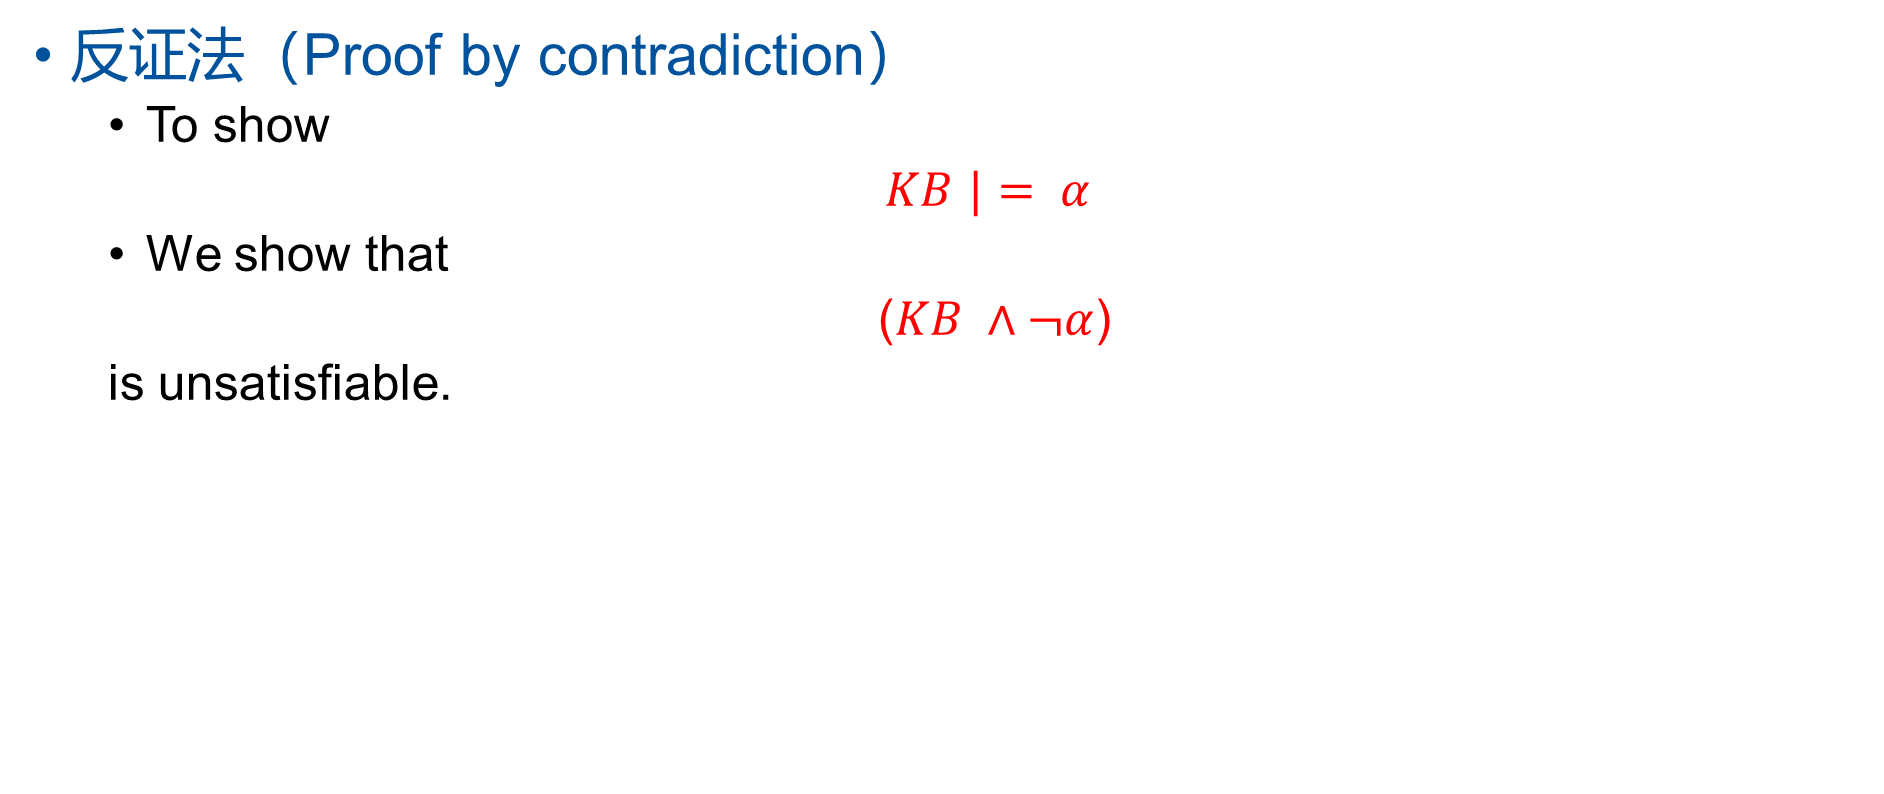 • 反证法（Proof by contradiction）
• To show
𝐾𝐵 | = 𝛼
• We show that
(𝐾𝐵 ∧ ¬𝛼)
is unsatisfiable.